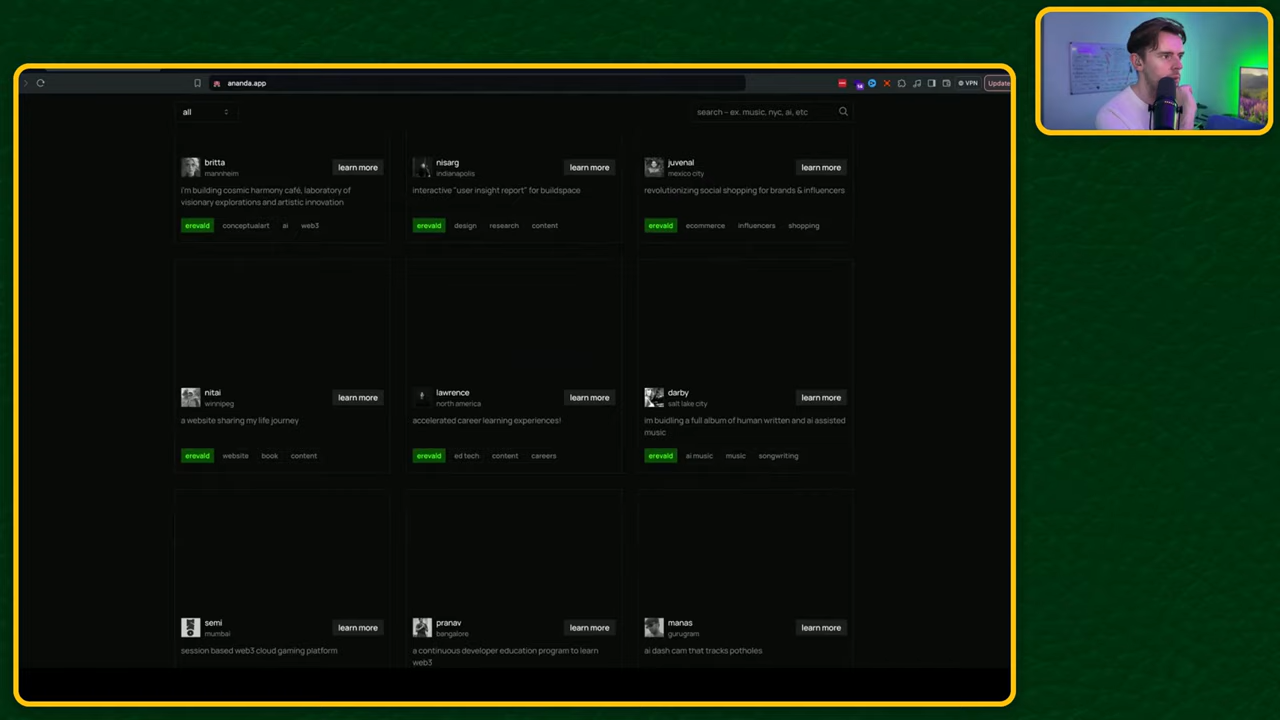 ananda.app
VPN
Update
all
search – ex. music, nyc, ai, etc
britta
mannheim
learn more
i'm building cosmic harmony café, laboratory of
visionary explorations and artistic innovation
erevald conceptualart ai web3
nisarg
indianapolis
learn more
interactive "user insight report" for buildspace
erevald design research content
juvenal
mexico city
learn more
revolutionizing social shopping for brands & influencers
erevald ecommerce influencers shopping
nitai
winnipeg
learn more
a website sharing my life journey
erevald website book content
lawrence
north america
learn more
accelerated career learning experiences!
erevald ed tech content careers
darby
salt lake city
learn more
im buidling a full album of human written and ai assisted
music
erevald ai music music songwriting
semi
mumbai
learn more
session based web3 cloud gaming platform
pranav
bangalore
learn more
a continuous developer education program to learn
web3
manas
gurugram
learn more
ai dash cam that tracks potholes